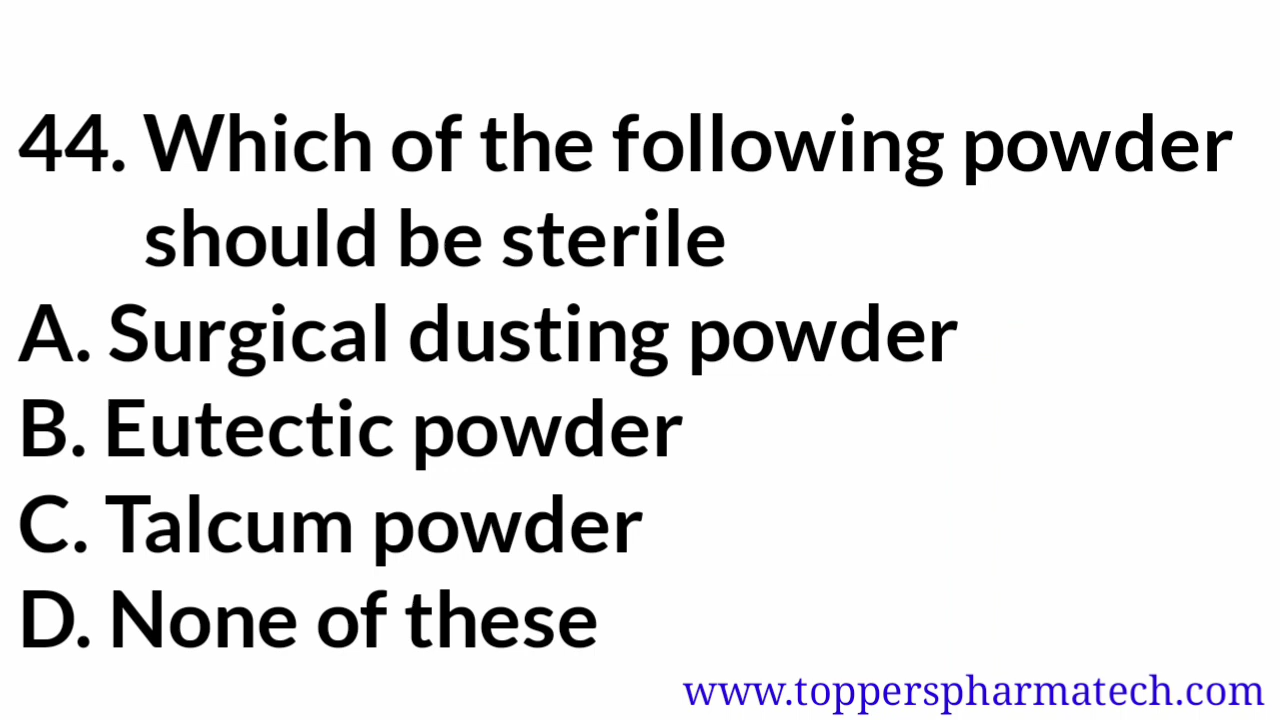 44. Which of the following powder
should be sterile
A. Surgical dusting powder
B. Eutectic powder
C. Talcum powder
D. None of these
www.topperspharmatech.com